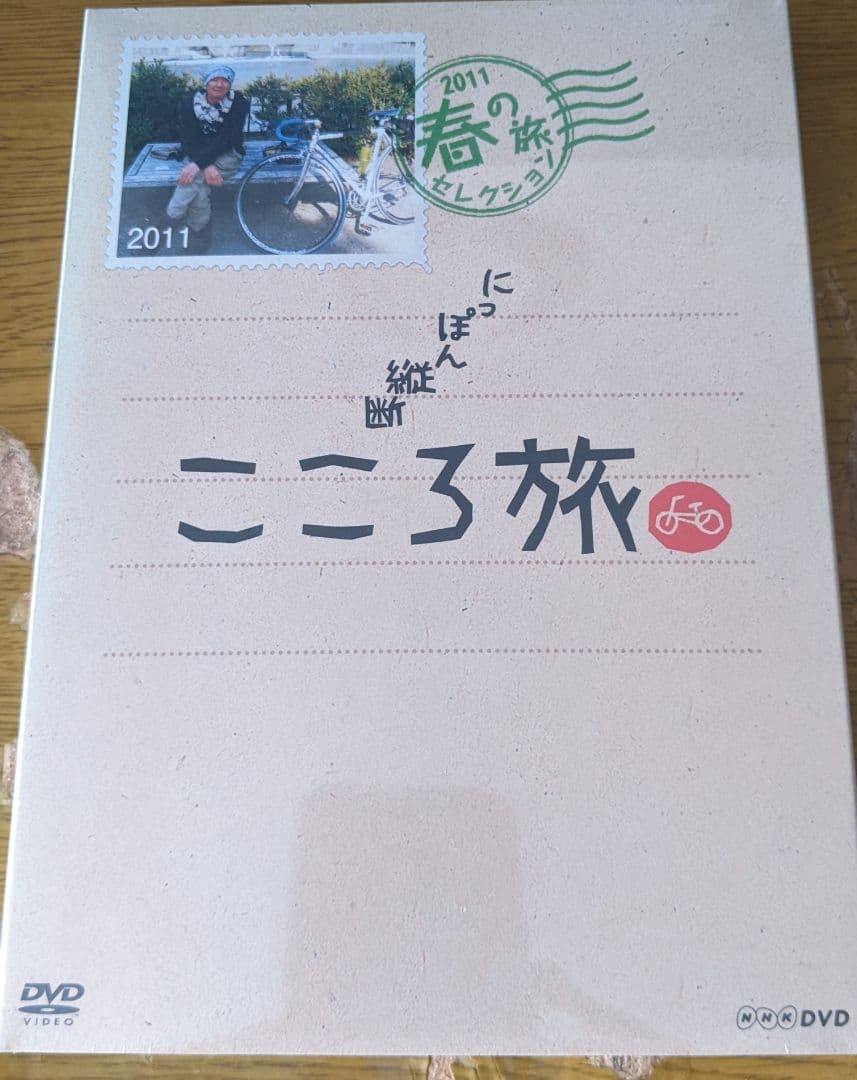 2011
2011
春の旅
セレクション
にっぽん
縦断
こころ旅
DVD
VIDEO
NHK DVD